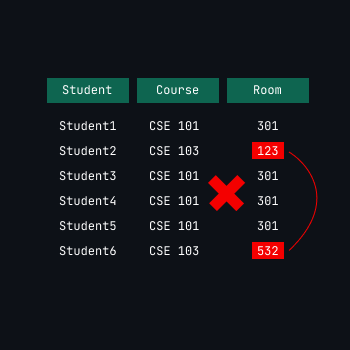 Student Course Room
Student1 CSE 101 301
Student2 CSE 103 123
Student3 CSE 101 301
Student4 CSE 101 301
Student5 CSE 101 301
Student6 CSE 103 532